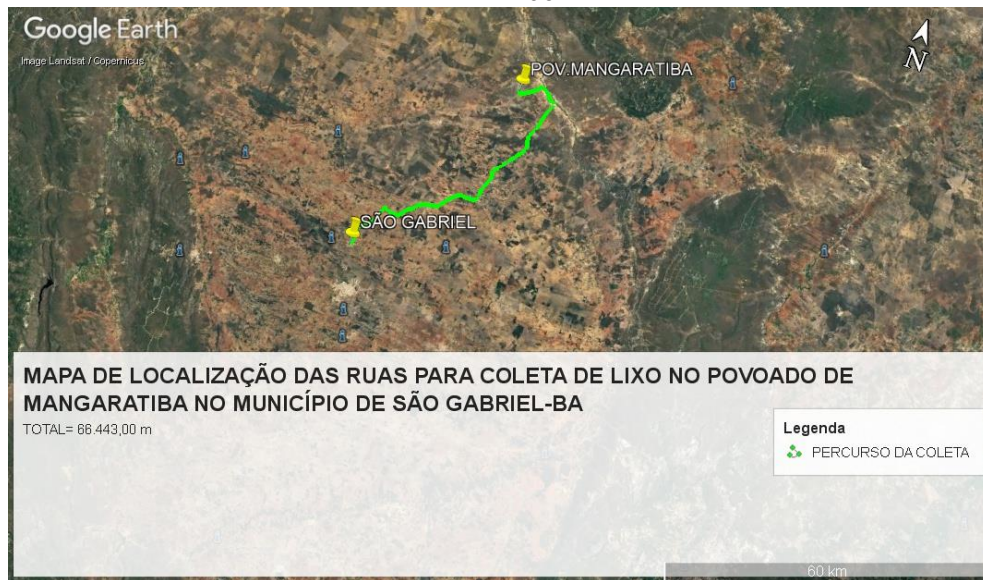 Google Earth
Image Landsat / Copernicus
N
POV.MANGARATIBA
SÃO GABRIEL
MAPA DE LOCALIZAÇÃO DAS RUAS PARA COLETA DE LIXO NO POVOADO DE
MANGARATIBA NO MUNICÍPIO DE SÃO GABRIEL-BA
TOTAL= 66.443,00 m
Legenda
PERCURSO DA COLETA
60 km